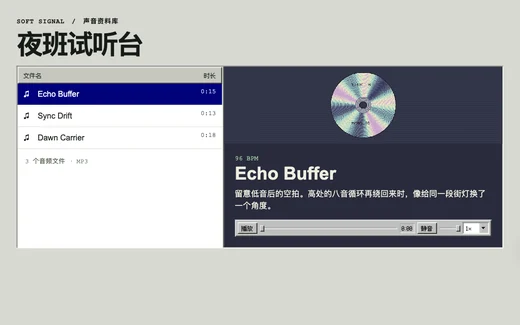 SOFT SIGNAL / 声音资料库
夜班试听台
文件名 时长
Echo Buffer 0:15
Sync Drift 0:13
Dawn Carrier 0:18
3 个音频文件 · MP3
96 BPM
Echo Buffer
留意低音后的空拍。高处的八音循环再绕回来时，像给同一段街灯换了
一个角度。
播放 0:00 静音 1x